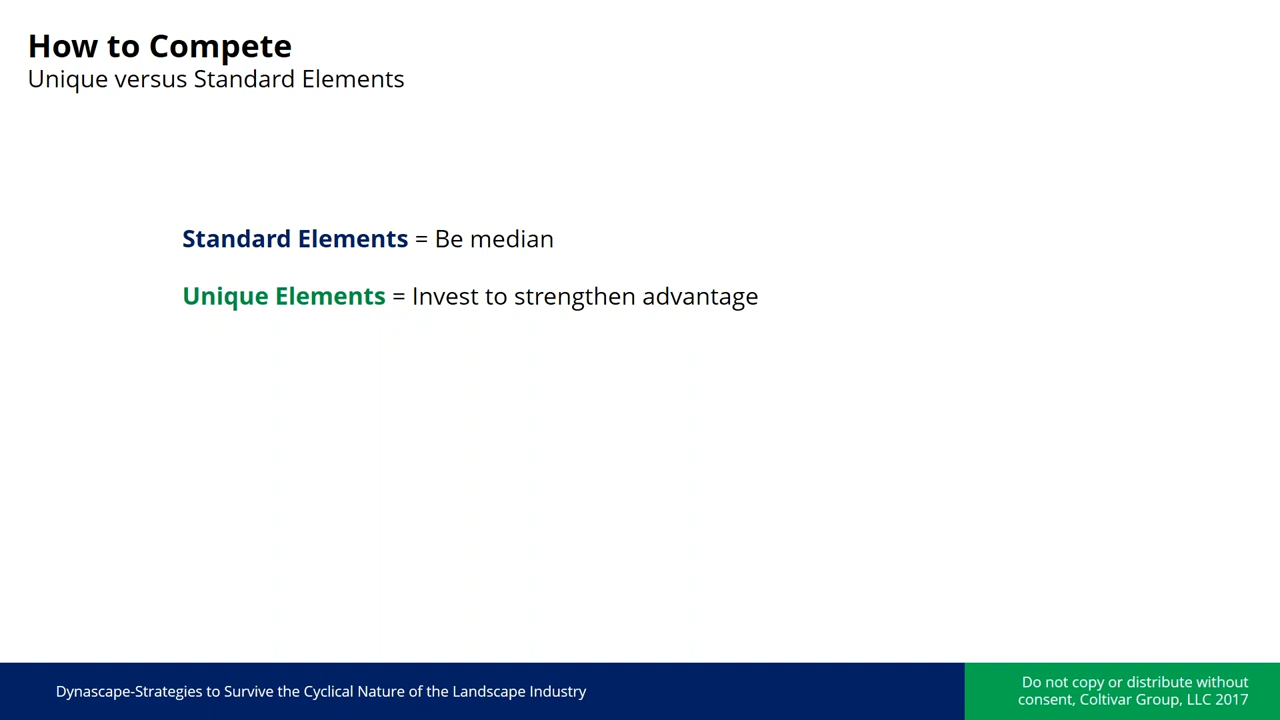 How to Compete
Unique versus Standard Elements
Standard Elements = Be median
Unique Elements = Invest to strengthen advantage
Dynascape-Strategies to Survive the Cyclical Nature of the Landscape Industry
Do not copy or distribute without
consent, Coltivar Group, LLC 2017